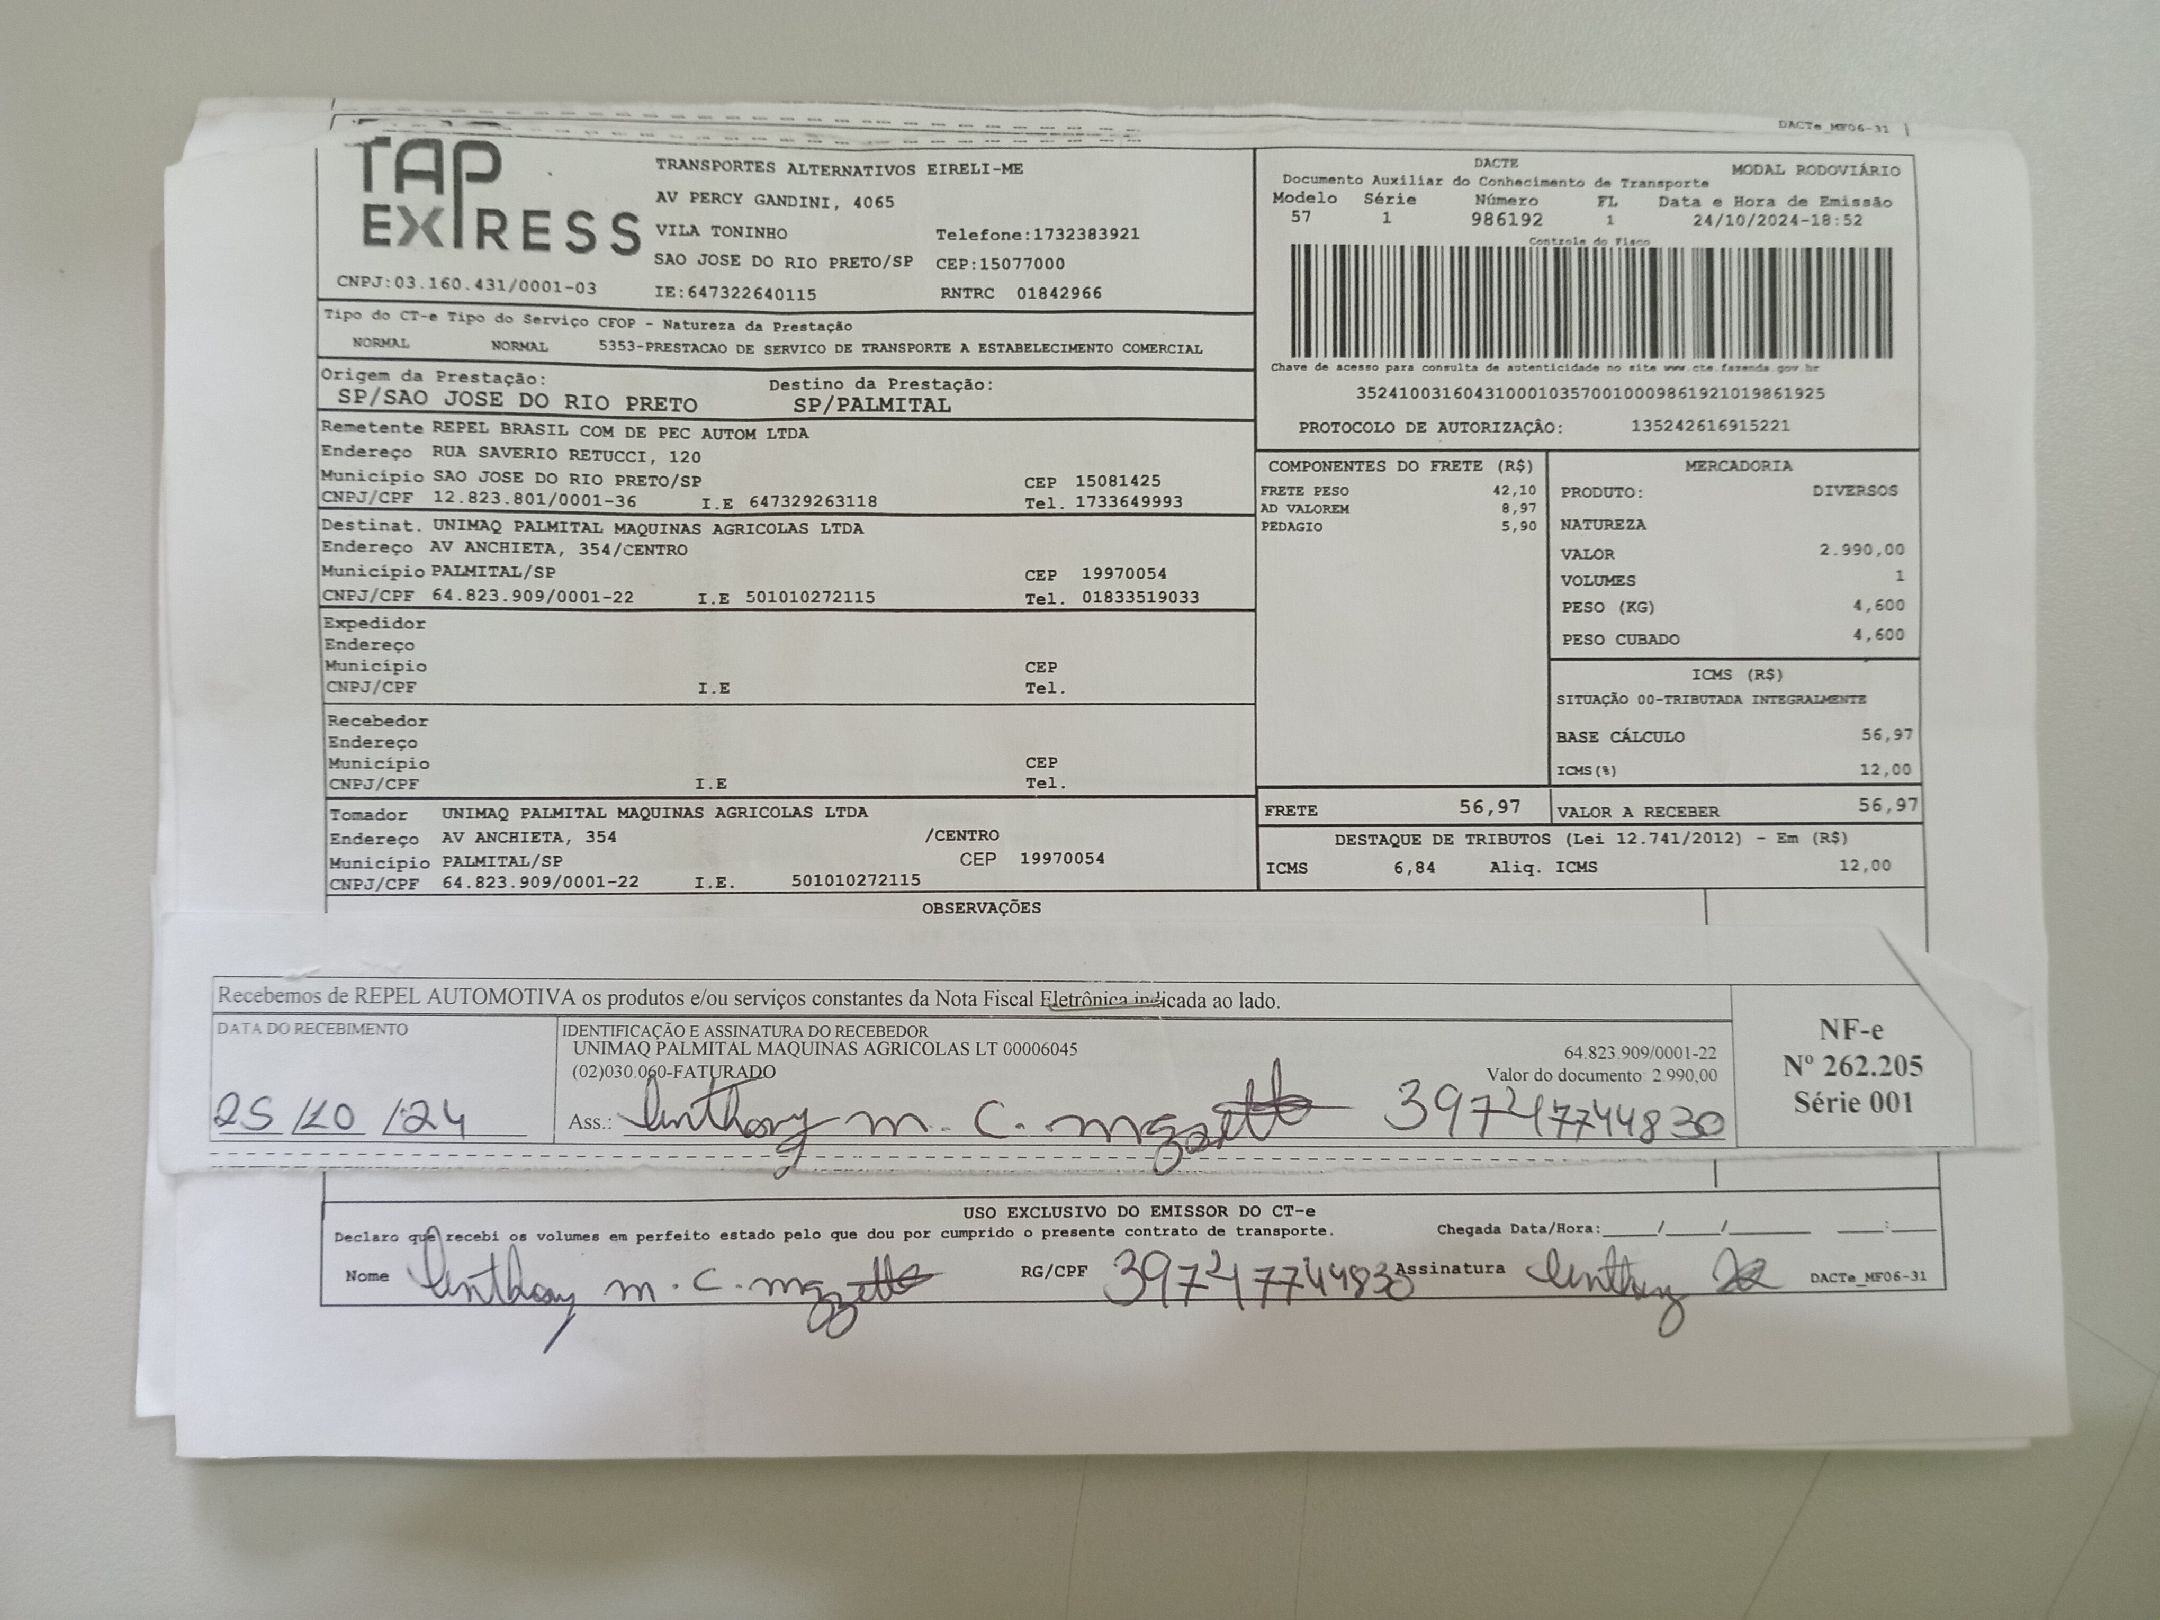 DACTe_MF06-31
TAP EXPRESS
CNPJ:03.160.431/0001-03
TRANSPORTES ALTERNATIVOS EIRELI-ME
AV PERCY GANDINI, 4065
VILA TONINHO Telefone:1732383921
SAO JOSE DO RIO PRETO/SP CEP:15077000
IE:647322640115 RNTRC 01842966
DACTE MODAL RODOVIÁRIO
Documento Auxiliar do Conhecimento de Transporte
Modelo Série Número FL Data e Hora de Emissão
57 1 986192 1 24/10/2024-18:52
Controle do Fisco
Chave de acesso para consulta de autenticidade no site www.cte.fazenda.gov.br
35241003160431000103570010009861921019861925
PROTOCOLO DE AUTORIZAÇÃO: 135242616915221
Tipo do CT-e Tipo do Serviço CFOP - Natureza da Prestação
NORMAL NORMAL 5353-PRESTACAO DE SERVICO DE TRANSPORTE A ESTABELECIMENTO COMERCIAL
Origem da Prestação: Destino da Prestação:
SP/SAO JOSE DO RIO PRETO SP/PALMITAL
Remetente REPEL BRASIL COM DE PEC AUTOM LTDA
Endereço RUA SAVERIO RETUCCI, 120
Município SAO JOSE DO RIO PRETO/SP CEP 15081425
CNPJ/CPF 12.823.801/0001-36 I.E 647329263118 Tel. 1733649993
Destinat. UNIMAQ PALMITAL MAQUINAS AGRICOLAS LTDA
Endereço AV ANCHIETA, 354/CENTRO
Município PALMITAL/SP CEP 19970054
CNPJ/CPF 64.823.909/0001-22 I.E 501010272115 Tel. 01833519033
Expedidor
Endereço
Município CEP
CNPJ/CPF I.E Tel.
Recebedor
Endereço
Município CEP
CNPJ/CPF I.E Tel.
Tomador UNIMAQ PALMITAL MAQUINAS AGRICOLAS LTDA
Endereço AV ANCHIETA, 354 /CENTRO
Município PALMITAL/SP CEP 19970054
CNPJ/CPF 64.823.909/0001-22 I.E. 501010272115
COMPONENTES DO FRETE (R$)
FRETE PESO 42,10
AD VALOREM 8,97
PEDAGIO 5,90
MERCADORIA
PRODUTO: DIVERSOS
NATUREZA
VALOR 2.990,00
VOLUMES 1
PESO (KG) 4,600
PESO CUBADO 4,600
ICMS (R$)
SITUAÇÃO 00-TRIBUTADA INTEGRALMENTE
BASE CÁLCULO 56,97
ICMS(%) 12,00
FRETE 56,97 VALOR A RECEBER 56,97
DESTAQUE DE TRIBUTOS (Lei 12.741/2012) - Em (R$)
ICMS 6,84 Aliq. ICMS 12,00
OBSERVAÇÕES
Recebemos de REPEL AUTOMOTIVA os produtos e/ou serviços constantes da Nota Fiscal Eletrônica indicada ao lado.
DATA DO RECEBIMENTO
25/10/24
IDENTIFICAÇÃO E ASSINATURA DO RECEBEDOR
UNIMAQ PALMITAL MAQUINAS AGRICOLAS LT 00006045 64.823.909/0001-22
(02)030.060-FATURADO Valor do documento: 2.990,00
Ass.: Anthony m. C. 39747744830
NF-e
Nº 262.205
Série 001
USO EXCLUSIVO DO EMISSOR DO CT-e
Declaro que recebi os volumes em perfeito estado pelo que dou por cumprido o presente contrato de transporte. Chegada Data/Hora:____/____/____ ____:____
Nome Anthony m. C. RG/CPF 39747744830 Assinatura Anthony DACTe_MF06-31